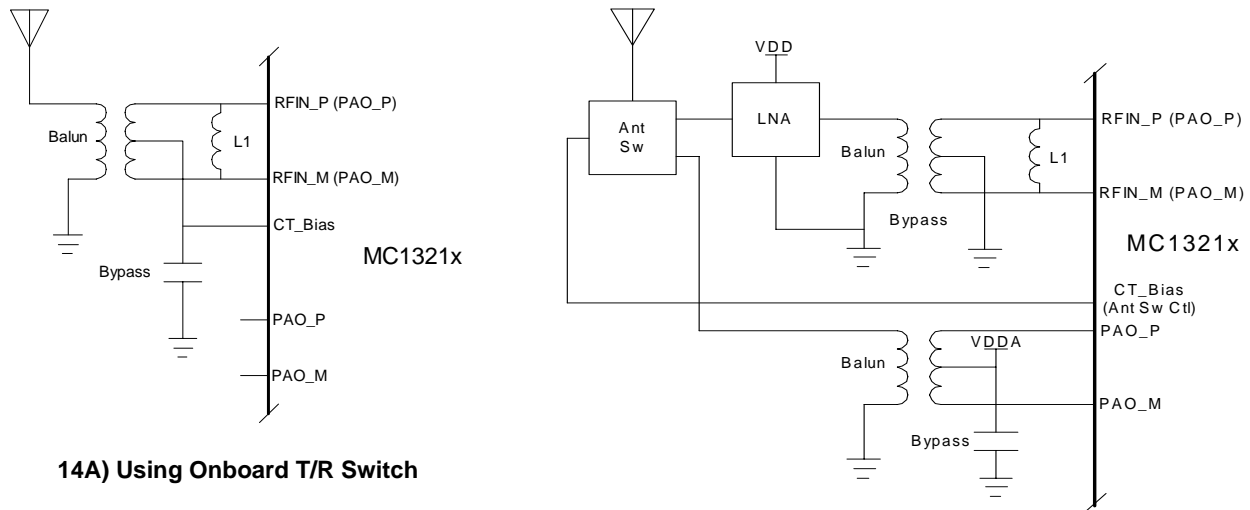 RFIN_P (PAO_P)
Balun
L1
RFIN_M (PAO_M)
CT_Bias
MC1321x
Bypass
PAO_P
PAO_M
14A) Using Onboard T/R Switch
VDD
Ant
Sw
LNA
RFIN_P (PAO_P)
Balun
L1
RFIN_M (PAO_M)
Bypass
MC1321x
CT_Bias
(Ant Sw Ctl)
PAO_P
VDDA
Balun
PAO_M
Bypass